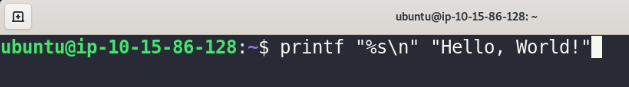 ubuntu@ip-10-15-86-128: ~
ubuntu@ip-10-15-86-128:~$ printf "%s\n" "Hello, World!"